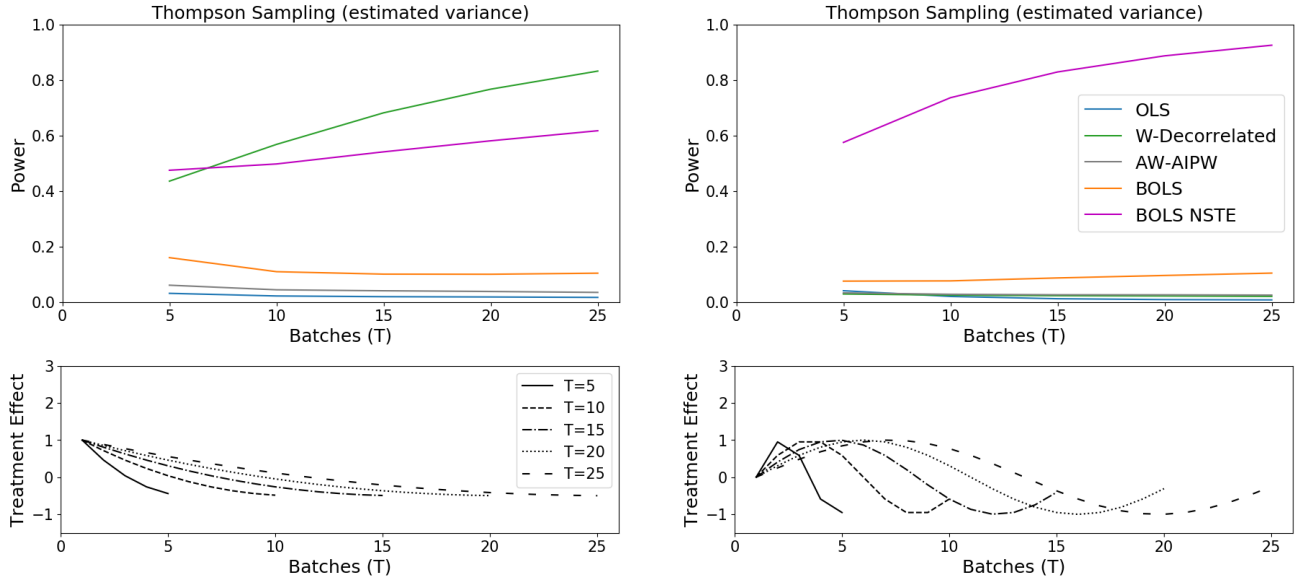 Thompson Sampling (estimated variance)
1.0
0.8
0.6
0.4
0.2
0.0
Power
0
5
10
15
20
25
Batches (T)
Thompson Sampling (estimated variance)
1.0
0.8
0.6
0.4
0.2
0.0
Power
OLS
W-Decorrelated
AW-AIPW
BOLS
BOLS NSTE
0
5
10
15
20
25
Batches (T)
3
2
1
0
−1
Treatment Effect
T=5
T=10
T=15
T=20
T=25
0
5
10
15
20
25
Batches (T)
3
2
1
0
−1
Treatment Effect
0
5
10
15
20
25
Batches (T)